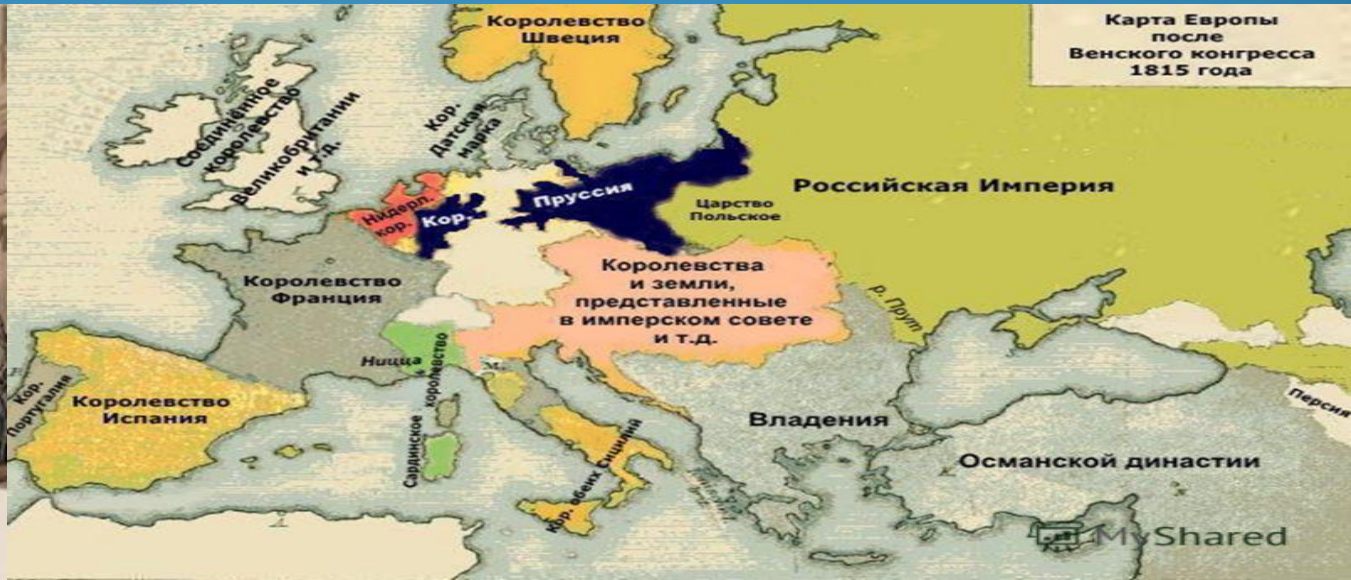 Карта Европы
после
Венского конгресса
1815 года
Королевство
Швеция
Соединённое
королевство
Великобритании
и т.д.
Кор.
Датская
марка
Нидерл.
кор.
Кор.
Пруссия
Царство
Польское
Российская Империя
Королевство
Франция
Королевства
и земли,
представленные
в имперском совете
и т.д.
р. Прут
Ницца
Сардинское
королевство
М.
Кор.
Португалия
Королевство
Испания
Кор. обеих Сицилий
Владения
Османской династии
Персия
MyShared